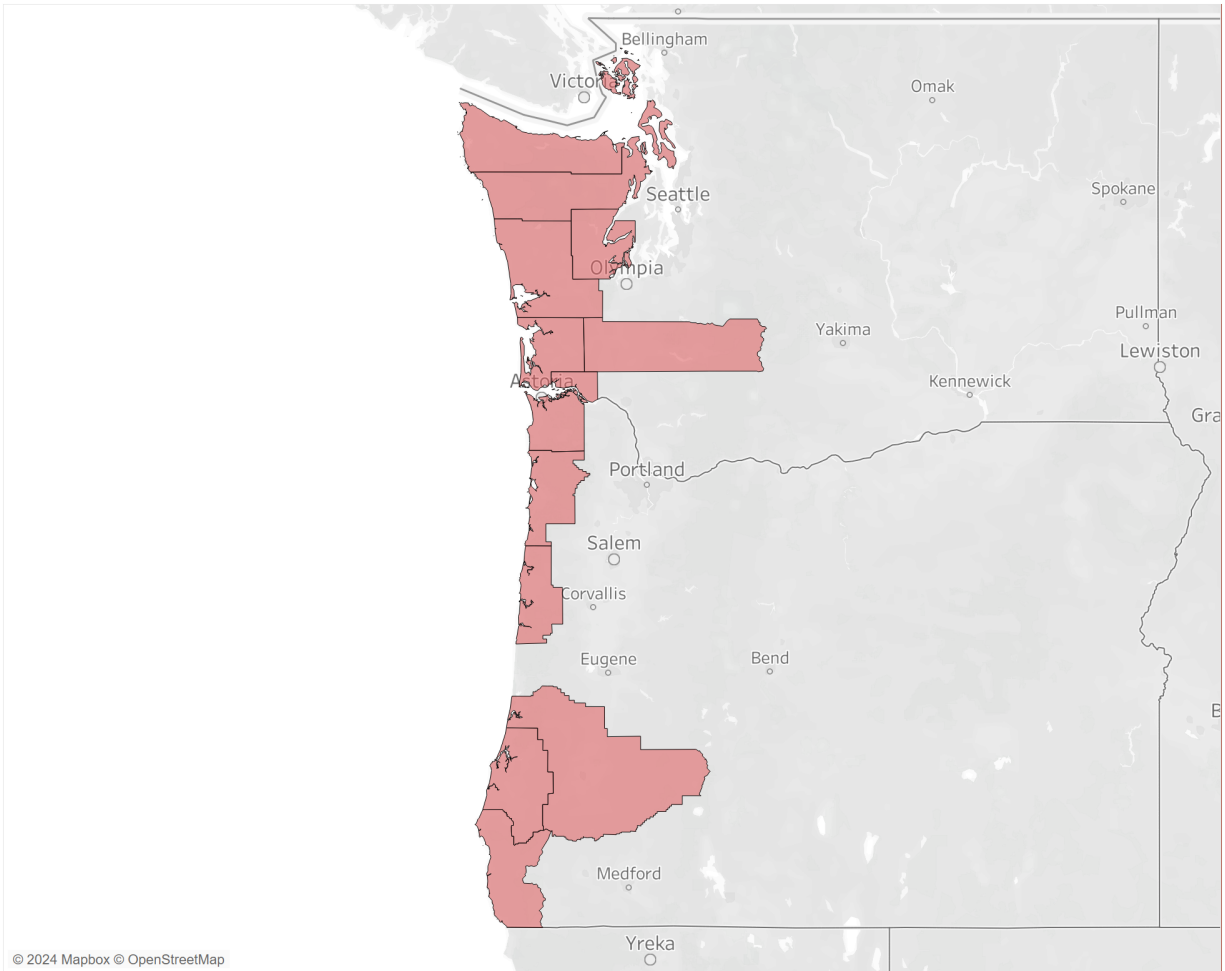 Bellingham
Victoria
Omak
Spokane
Seattle
Olympia
Pullman
Yakima
Lewiston
Astoria
Kennewick
Gra
Portland
Salem
Corvallis
Eugene
Bend
B
Medford
Yreka
© 2024 Mapbox © OpenStreetMap